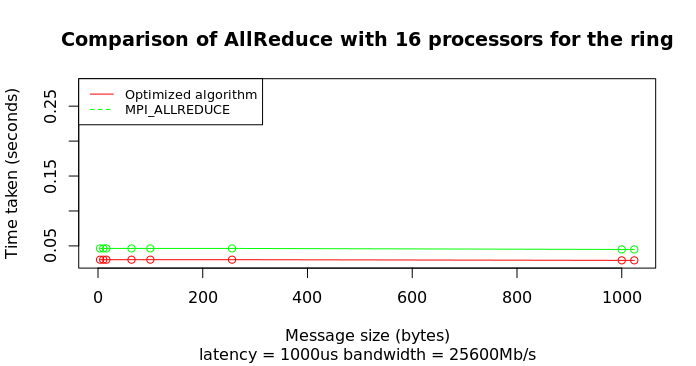 Comparison of AllReduce with 16 processors for the ring
Optimized algorithm
MPI_ALLREDUCE
Time taken (seconds)
0.25
0.15
0.05
0 200 400 600 800 1000
Message size (bytes)
latency = 1000us bandwidth = 25600Mb/s